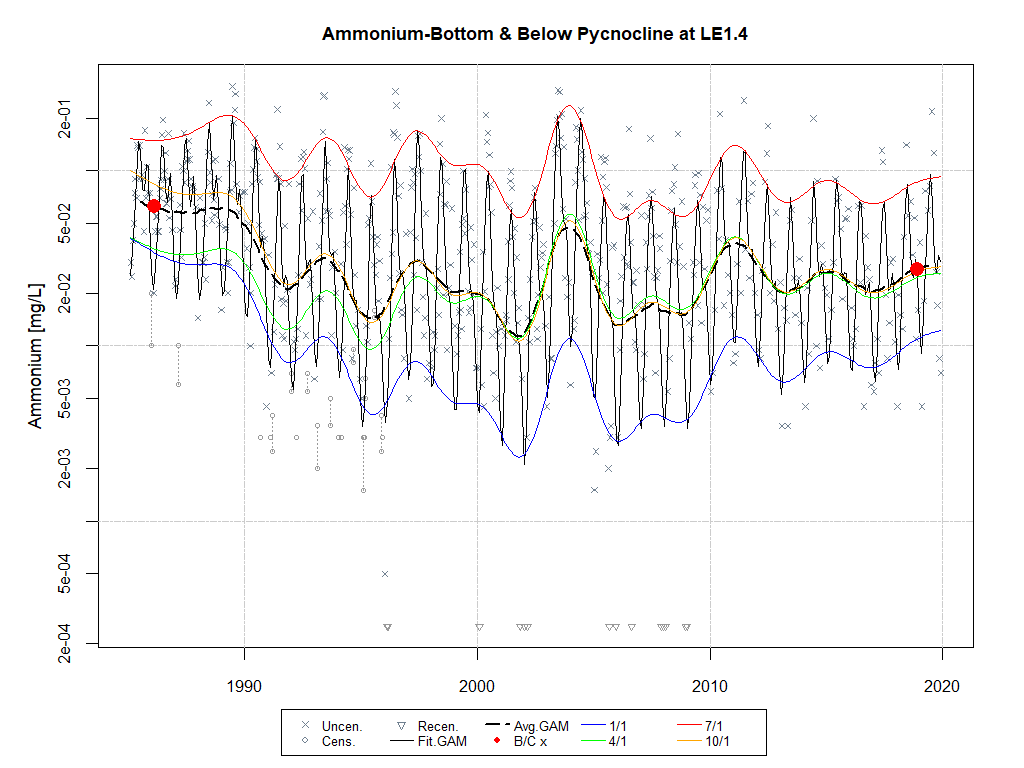 Ammonium-Bottom & Below Pycnocline at LE1.4
Ammonium [mg/L]
2e-01
5e-02
2e-02
5e-03
2e-03
5e-04
2e-04
1990 2000 2010 2020
Uncen. Recen. Avg.GAM 1/1 7/1
Cens. Fit.GAM B/C x 4/1 10/1